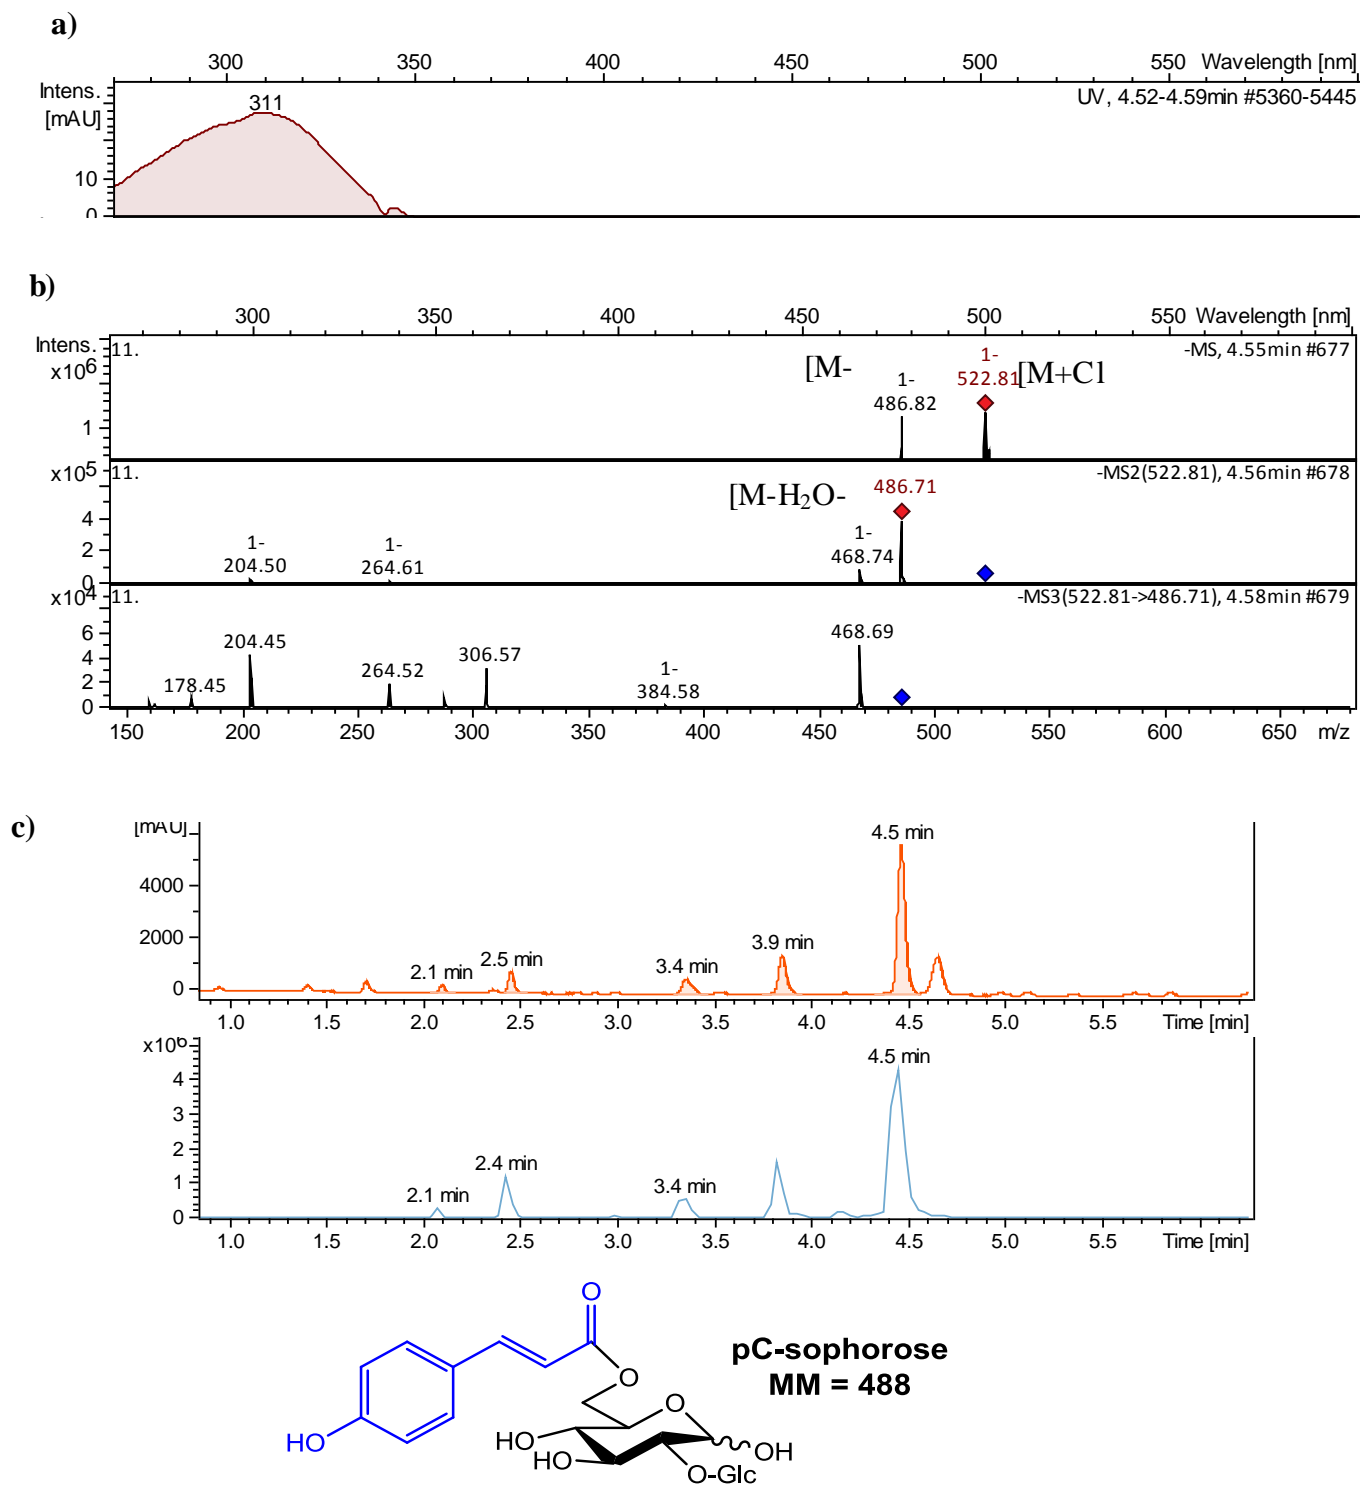 a)
300 350 400 450 500 550 Wavelength [nm]
Intens.
[mAU]
311
UV, 4.52-4.59min #5360-5445
10
0
b)
300 350 400 450 500 550 Wavelength [nm]
Intens.
x10⁶
11.
-MS, 4.55min #677
[M-
1-
486.82
1-
522.81
[M+Cl
1
x10⁵
11.
-MS2(522.81), 4.56min #678
[M-H₂O-
486.71
4
2
0
1-
204.50
1-
264.61
1-
468.74
x10⁴
11.
-MS3(522.81->486.71), 4.58min #679
6
4
2
0
178.45
204.45
264.52
306.57
1-
384.58
468.69
150 200 250 300 350 400 450 500 550 600 650 m/z
c)
[mAU]
4000
2000
0
2.1 min
2.5 min
3.4 min
3.9 min
4.5 min
1.0 1.5 2.0 2.5 3.0 3.5 4.0 4.5 5.0 5.5 Time [min]
x10⁶
4
3
2
1
0
2.1 min
2.4 min
3.4 min
4.5 min
1.0 1.5 2.0 2.5 3.0 3.5 4.0 4.5 5.0 5.5 Time [min]
O
O
O
HO
HO
HO
OH
O-Glc
pC-sophorose
MM = 488